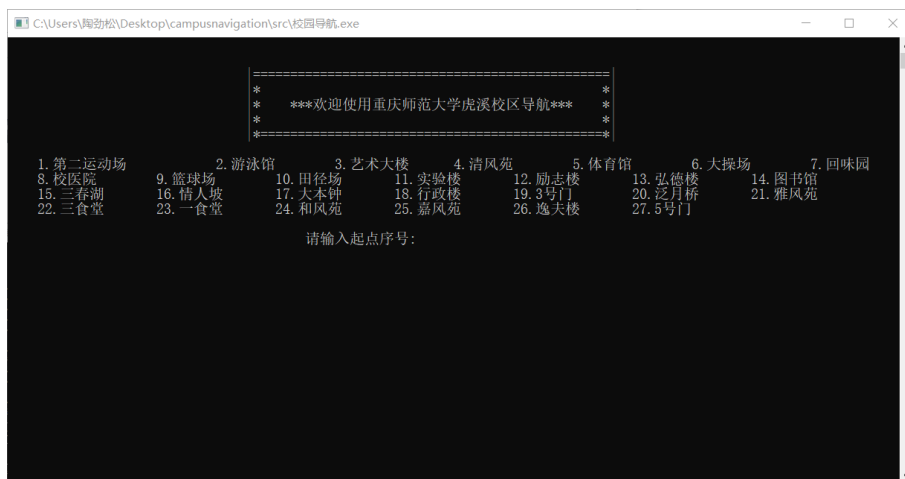 C:\Users\陶劲松\Desktop\campusnavigation\src\校园导航.exe
|================================================|
|*                                              *|
|*    ***欢迎使用重庆师范大学虎溪校区导航***    *|
|*                                              *|
|*==============================================*|
1.第二运动场 2.游泳馆 3.艺术大楼 4.清风苑 5.体育馆 6.大操场 7.回味园
8.校医院 9.篮球场 10.田径场 11.实验楼 12.励志楼 13.弘德楼 14.图书馆
15.三春湖 16.情人坡 17.大本钟 18.行政楼 19.3号门 20.泛月桥 21.雅风苑
22.三食堂 23.一食堂 24.和风苑 25.嘉风苑 26.逸夫楼 27.5号门
请输入起点序号: